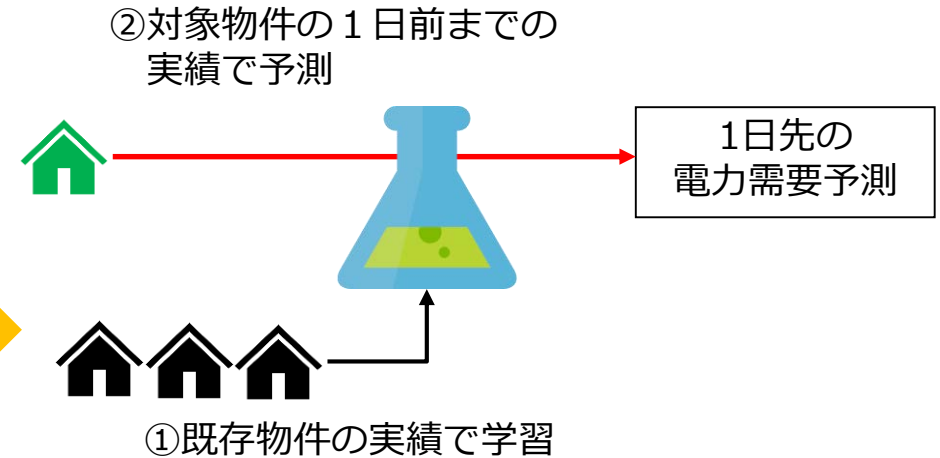 ②対象物件の１日前までの
実績で予測
1日先の
電力需要予測
①既存物件の実績で学習